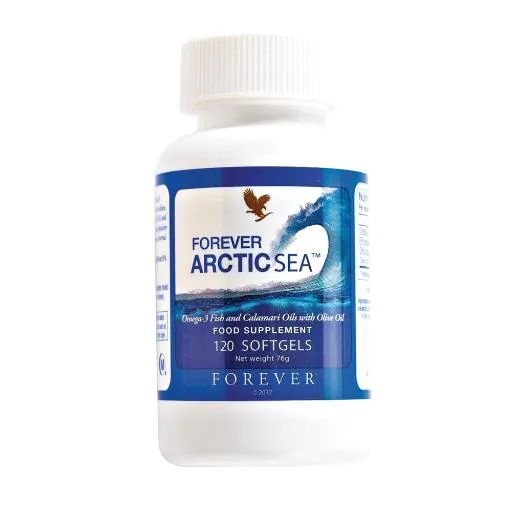 FOREVER
ARCTIC SEA™
Omega-3 Fish and Calamari Oils with Olive Oil
FOOD SUPPLEMENT
120 SOFTGELS
Net weight 76g
FOREVER
© 2012